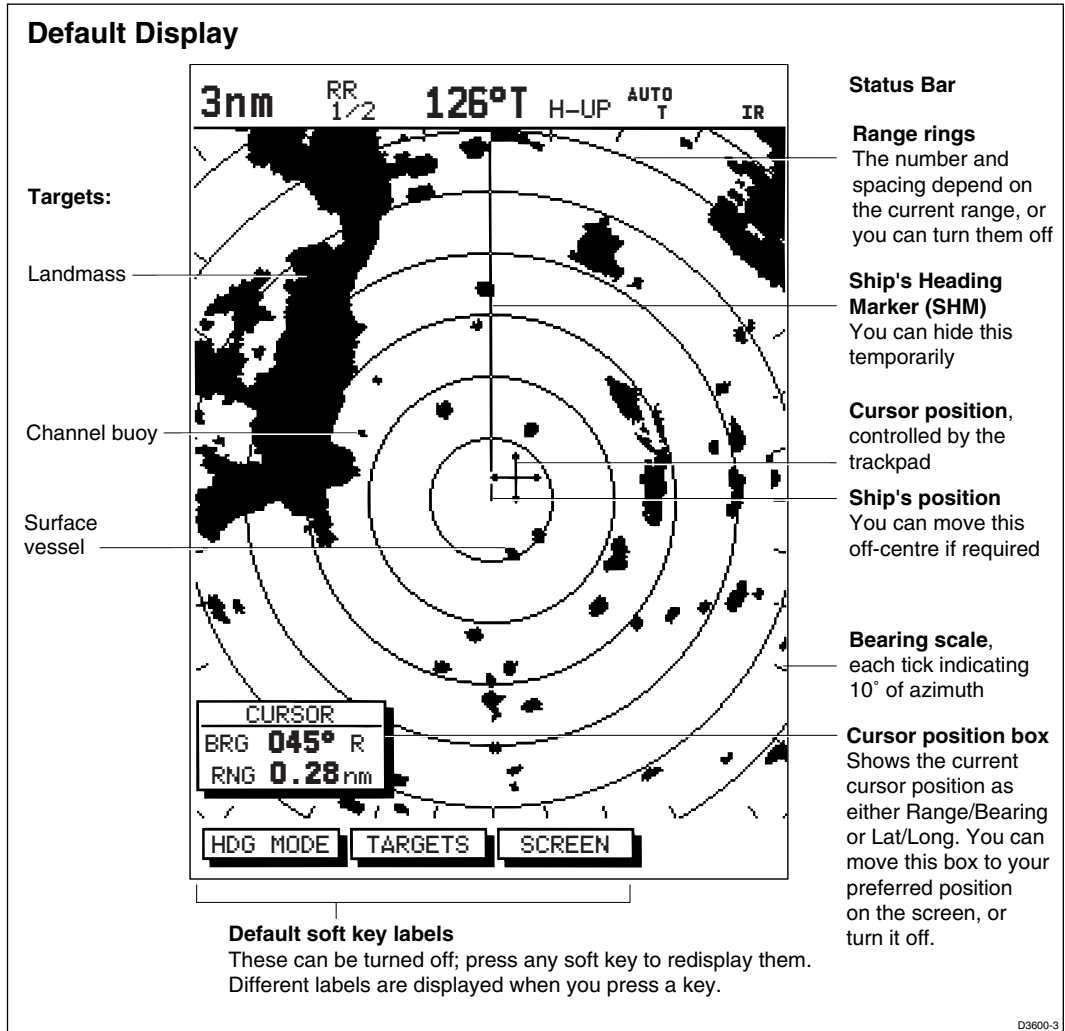 Default Display
3nm RR 1/2 126°T H-UP AUTO T IR
Status Bar
Range rings
The number and
spacing depend on
the current range, or
you can turn them off
Targets:
Landmass
Ship's Heading
Marker (SHM)
You can hide this
temporarily
Channel buoy
Cursor position,
controlled by the
trackpad
Ship's position
You can move this
off-centre if required
Surface
vessel
Bearing scale,
each tick indicating
10˚ of azimuth
CURSOR
BRG 045° R
RNG 0.28nm
Cursor position box
Shows the current
cursor position as
either Range/Bearing
or Lat/Long. You can
move this box to your
preferred position
on the screen, or
turn it off.
HDG MODE TARGETS SCREEN
Default soft key labels
These can be turned off; press any soft key to redisplay them.
Different labels are displayed when you press a key.
D3600-3